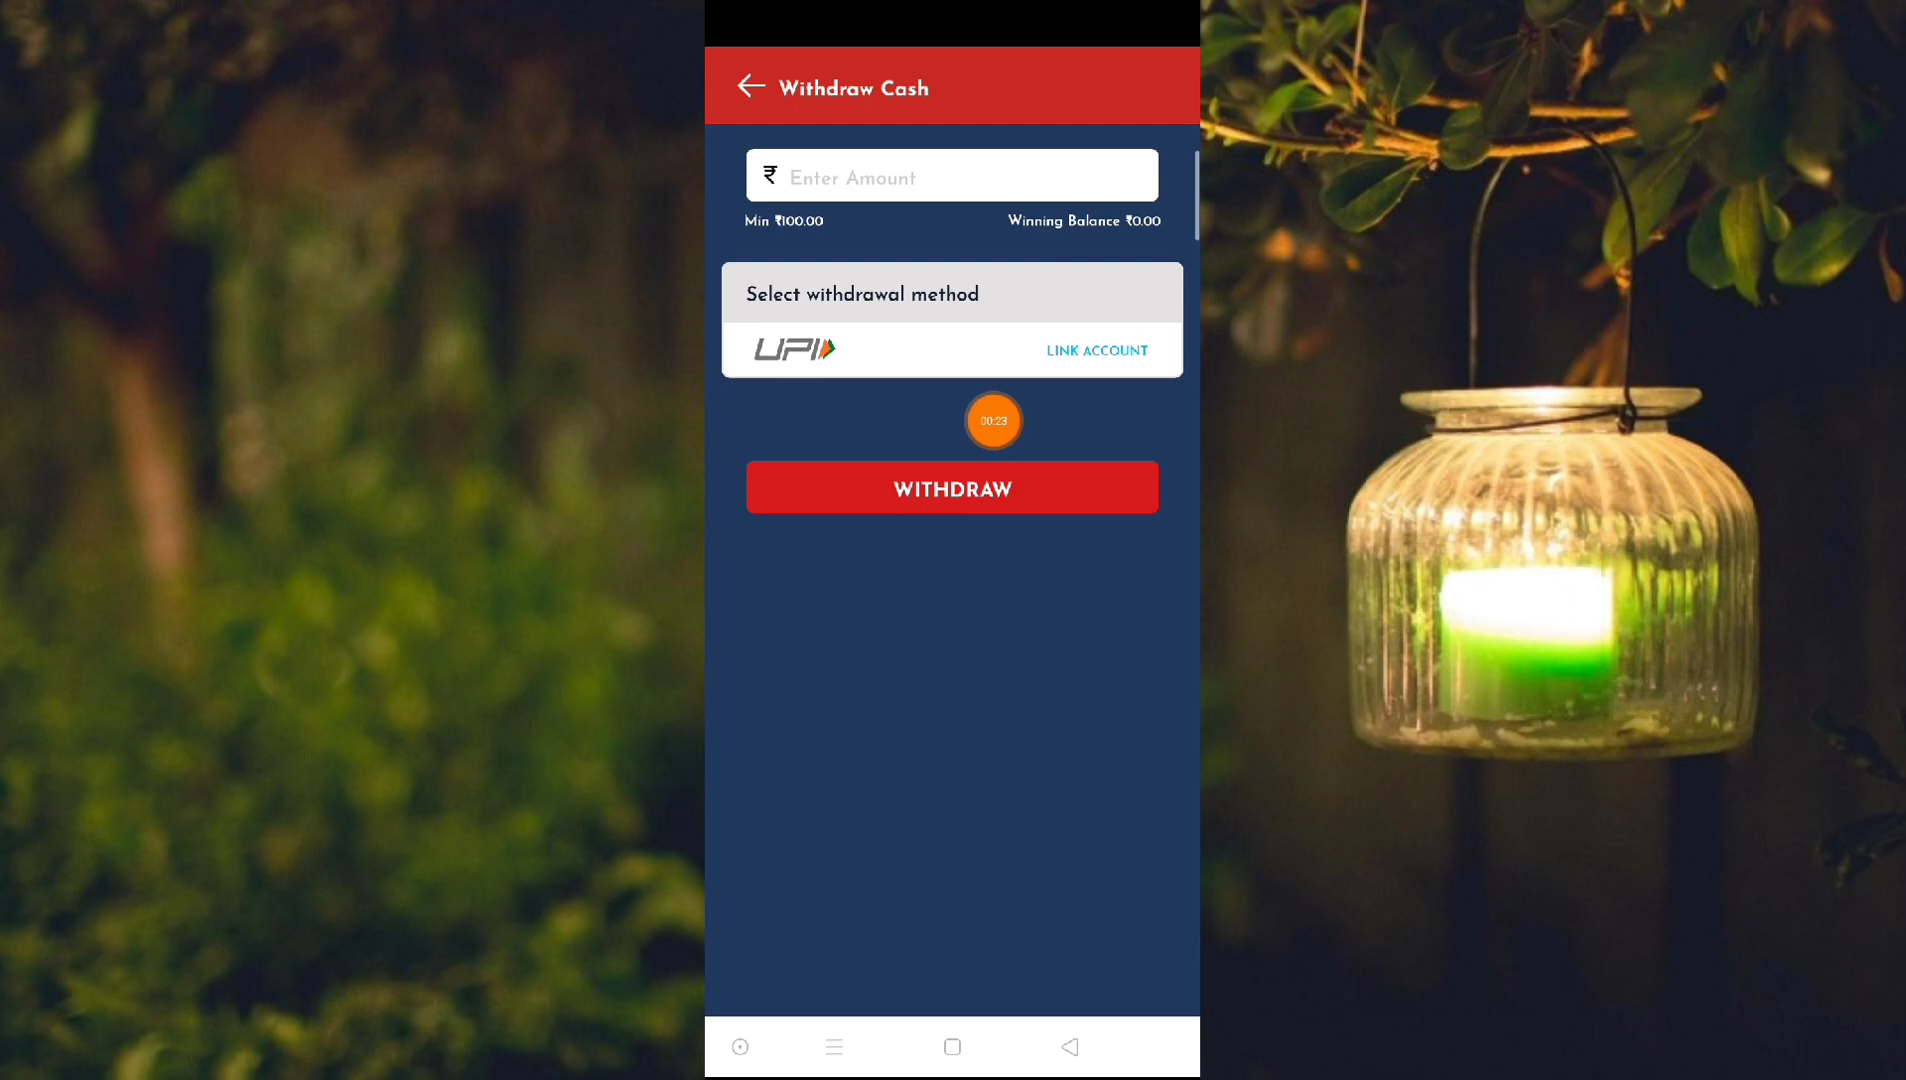 Withdraw Cash
₹ Enter Amount
Min ₹100.00 Winning Balance ₹0.00
Select withdrawal method
UPI LINK ACCOUNT
00:23
WITHDRAW